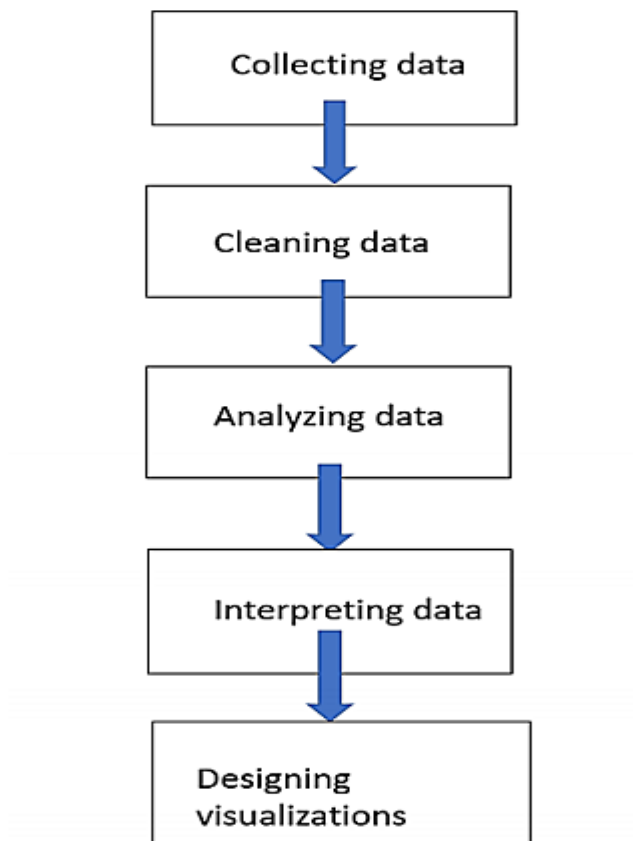 Collecting data
Cleaning data
Analyzing data
Interpreting data
Designing
visualizations